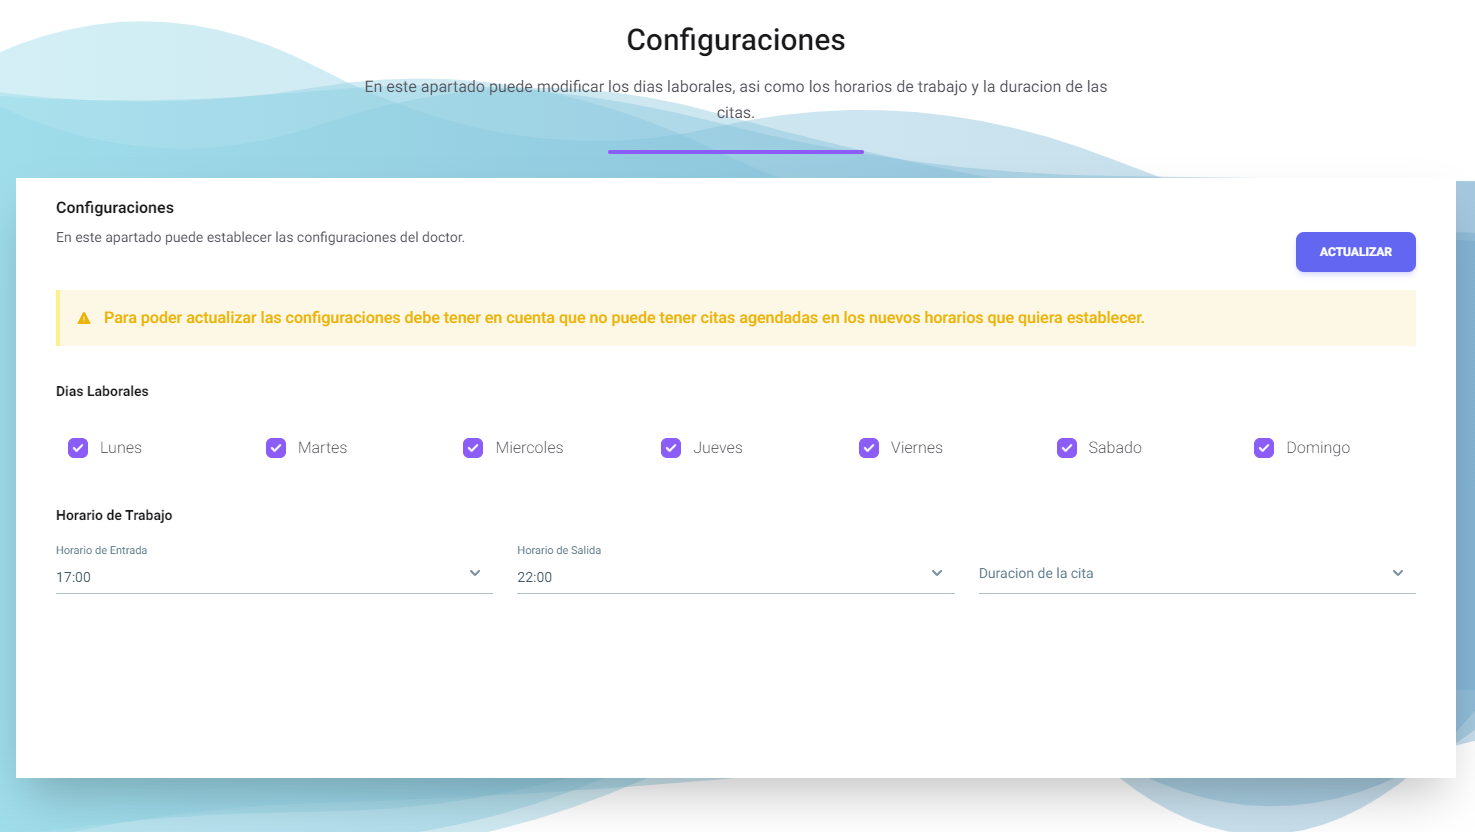 Configuraciones
En este apartado puede modificar los dias laborales, asi como los horarios de trabajo y la duracion de las
citas.
Configuraciones
En este apartado puede establecer las configuraciones del doctor.
ACTUALIZAR
Para poder actualizar las configuraciones debe tener en cuenta que no puede tener citas agendadas en los nuevos horarios que quiera establecer.
Dias Laborales
Lunes Martes Miercoles Jueves Viernes Sabado Domingo
Horario de Trabajo
Horario de Entrada Horario de Salida
17:00 22:00 Duracion de la cita